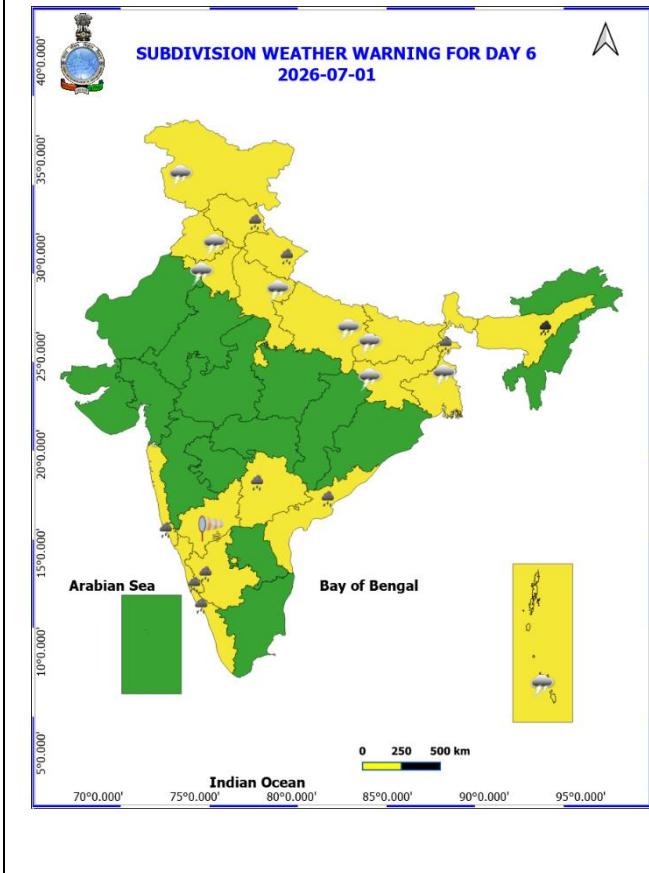 SUBDIVISION WEATHER WARNING FOR DAY 6
2026-07-01
40°0.000'
35°0.000'
30°0.000'
25°0.000'
20°0.000'
15°0.000'
10°0.000'
5°0.000'
Arabian Sea
Bay of Bengal
0 250 500 km
Indian Ocean
70°0.000' 75°0.000' 80°0.000' 85°0.000' 90°0.000' 95°0.000'